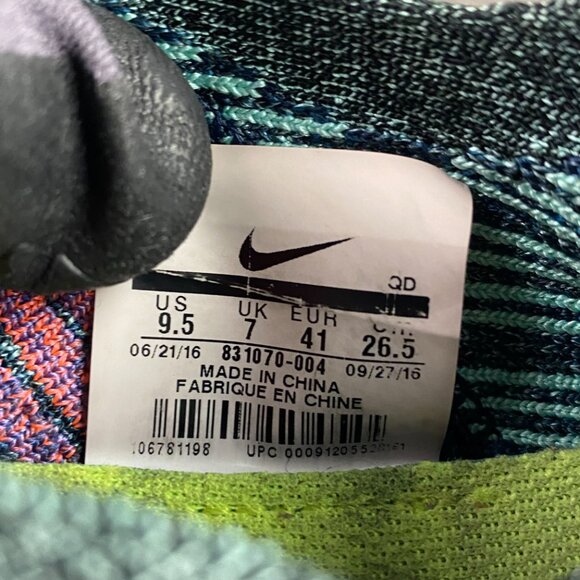 QD
US UK EUR
9.5 7 41 26.5
06/21/16 831070-004 09/27/16
MADE IN CHINA
FABRIQUE EN CHINE
106781198 UPC